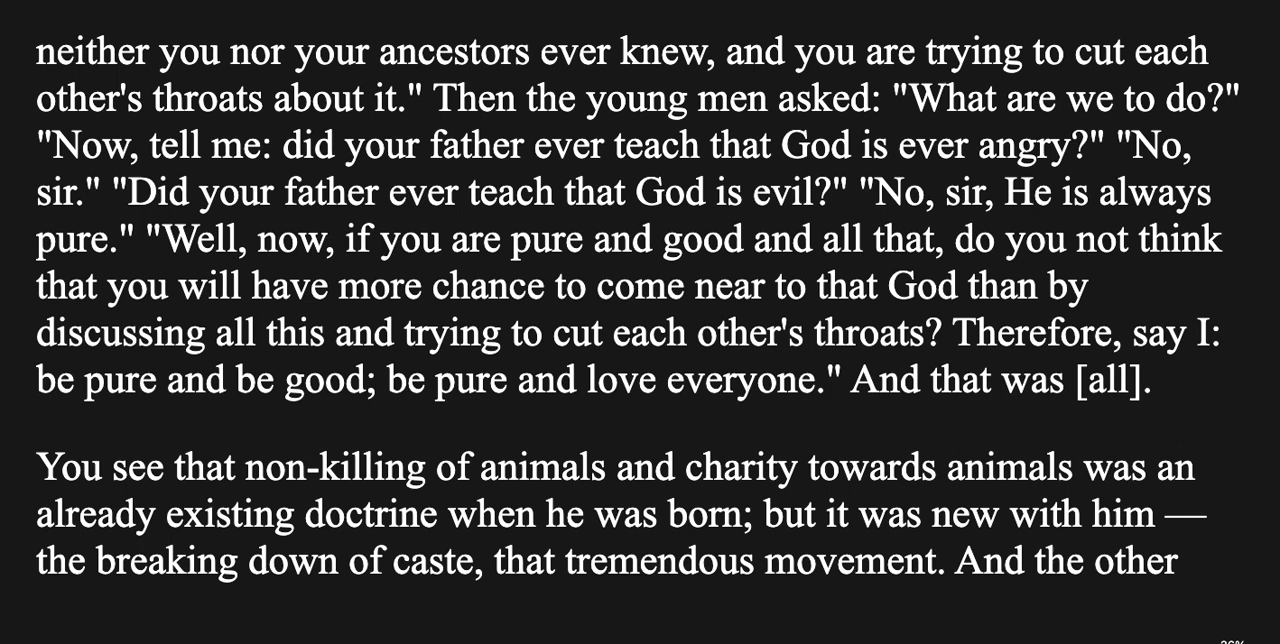 neither you nor your ancestors ever knew, and you are trying to cut each
other's throats about it." Then the young men asked: "What are we to do?"
"Now, tell me: did your father ever teach that God is ever angry?" "No,
sir." "Did your father ever teach that God is evil?" "No, sir, He is always
pure." "Well, now, if you are pure and good and all that, do you not think
that you will have more chance to come near to that God than by
discussing all this and trying to cut each other's throats? Therefore, say I:
be pure and be good; be pure and love everyone." And that was [all].
You see that non-killing of animals and charity towards animals was an
already existing doctrine when he was born; but it was new with him —
the breaking down of caste, that tremendous movement. And the other